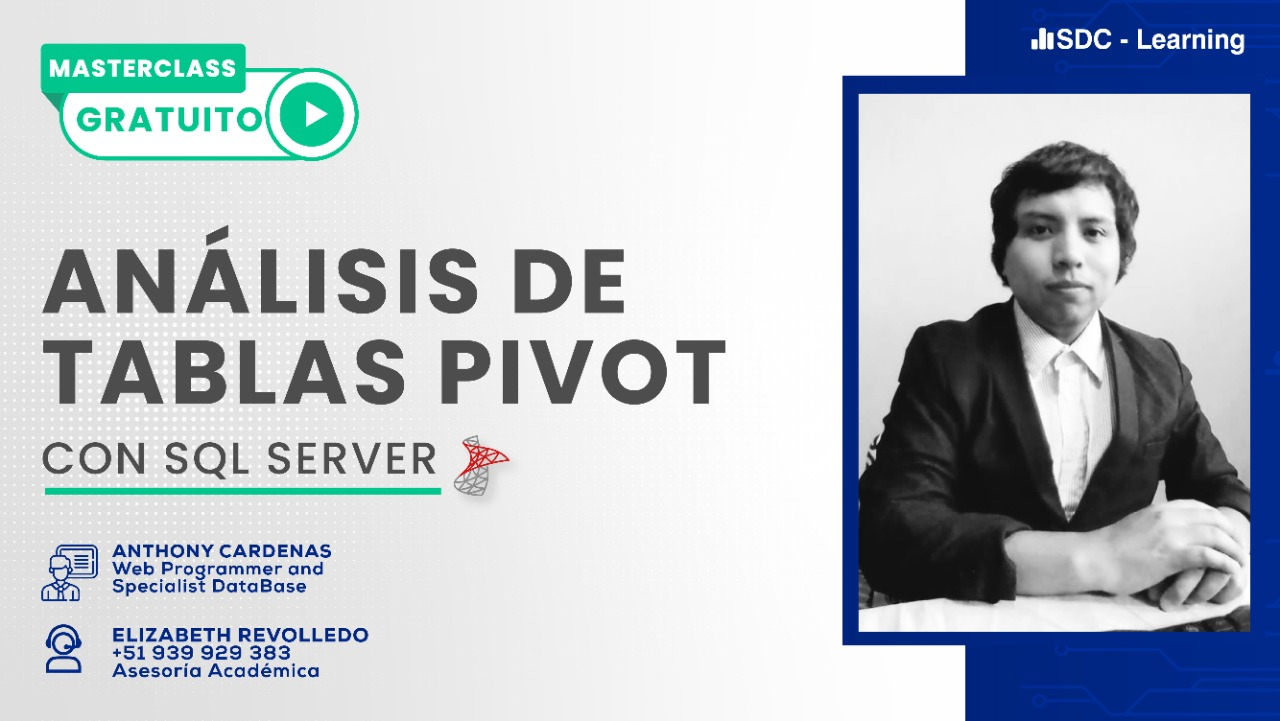 MASTERCLASS
GRATUITO
SDC - Learning
ANÁLISIS DE
TABLAS PIVOT
CON SQL SERVER
ANTHONY CARDENAS
Web Programmer and
Specialist DataBase
ELIZABETH REVOLLEDO
+51 939 929 383
Asesoría Académica